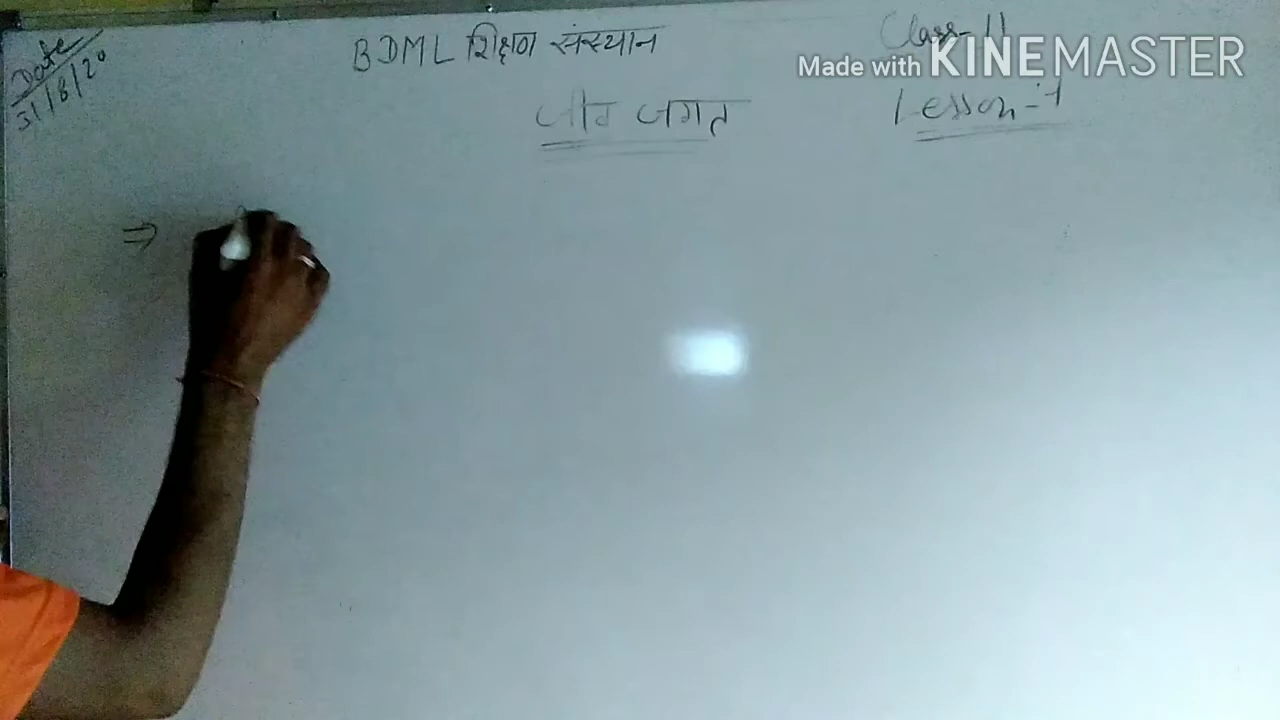 Date
31/8/20
BDML शिक्षण संस्थान
Class-11
Made with KINEMASTER
जीव जगत
Lesson-1
⇒